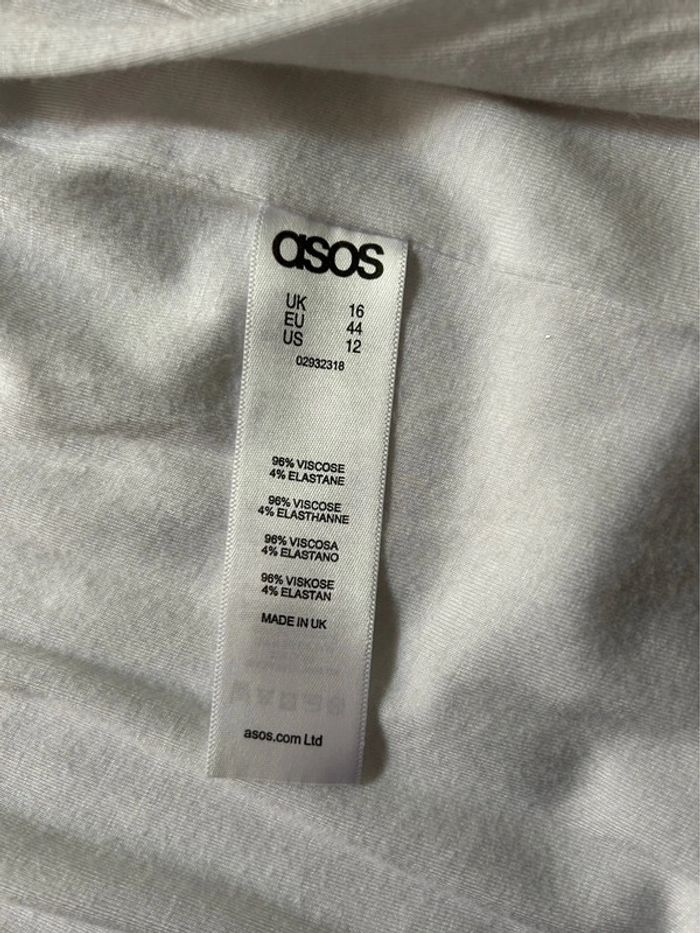 asos
UK 16
EU 44
US 12
02932318
96% VISCOSE
4% ELASTANE
96% VISCOSE
4% ELASTHANNE
96% VISCOSA
4% ELASTANO
96% VISKOSE
4% ELASTAN
MADE IN UK
asos.com Ltd